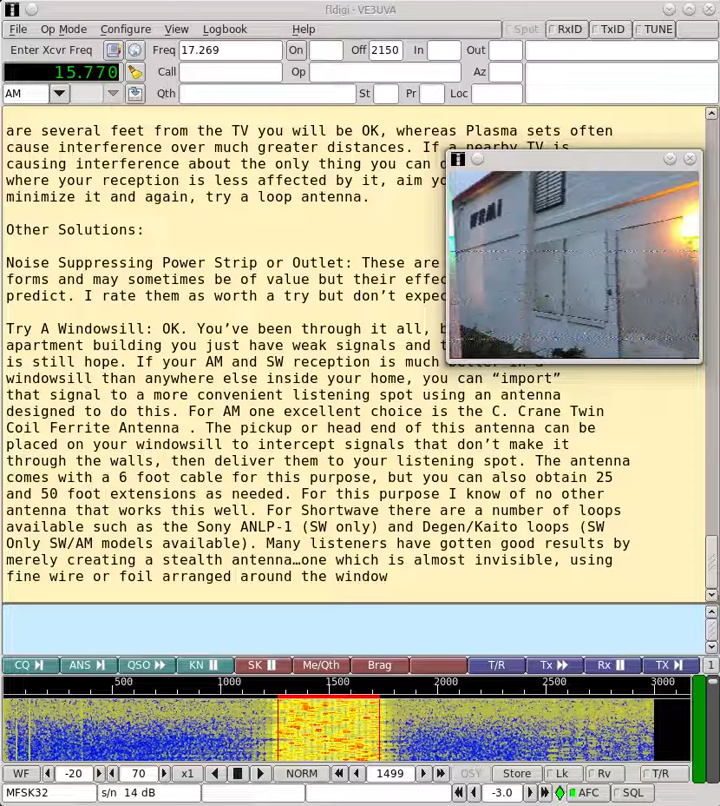 fldigi - VE3UVA
File Op Mode Configure View Logbook Help Spot RxID TxID TUNE
Enter Xcvr Freq Freq 17.269 On Off 2150 In Out
15.770 Call Op Az
AM Qth St Pr Loc
are several feet from the TV you will be OK, whereas Plasma sets often
cause interference over much greater distances. If a nearby TV is
causing interference about the only thing you can
where your reception is less affected by it, aim
minimize it and again, try a loop antenna.
WRMI
Other Solutions:
Noise Suppressing Power Strip or Outlet: These are
forms and may sometimes be of value but their
predict. I rate them as worth a try but don’t
Try A Windowsill: OK. You’ve been through it all,
apartment building you just have weak signals and
is still hope. If your AM and SW reception is much better in a
windowsill than anywhere else inside your home, you can “import”
that signal to a more convenient listening spot using an antenna
designed to do this. For AM one excellent choice is the C. Crane Twin
Coil Ferrite Antenna . The pickup or head end of this antenna can be
placed on your windowsill to intercept signals that don’t make it
through the walls, then deliver them to your listening spot. The antenna
comes with a 6 foot cable for this purpose, but you can also obtain 25
and 50 foot extensions as needed. For this purpose I know of no other
antenna that works this well. For Shortwave there are a number of loops
available such as the Sony ANLP-1 (SW only) and Degen/Kaito loops (SW
Only SW/AM models available). Many listeners have gotten good results by
merely creating a stealth antenna…one which is almost invisible, using
fine wire or foil arranged around the window
CQ ANS QSO KN SK Me/Qth Brag T/R Tx Rx TX 1
500 1000 1500 2000 2500 3000
WF -20 70 x1 NORM 1499 QSY Store Lk Rv T/R
MFSK32 s/n 14 dB -3.0 AFC SQL